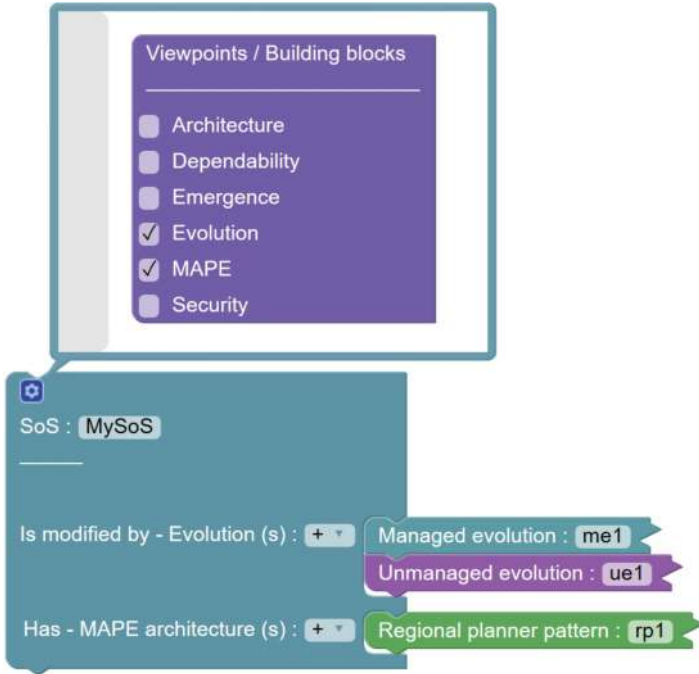 Viewpoints / Building blocks
Architecture
Dependability
Emergence
Evolution
MAPE
Security
SoS : MySoS
Is modified by - Evolution (s) : + Managed evolution : me1
Unmanaged evolution : ue1
Has - MAPE architecture (s) : + Regional planner pattern : rp1